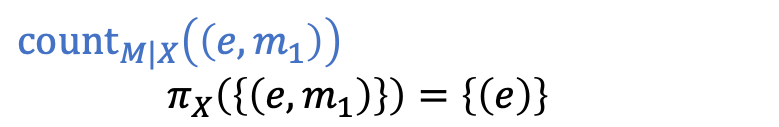 count_{M|X}((e, m_1))
π_X({(e, m_1)}) = {(e)}